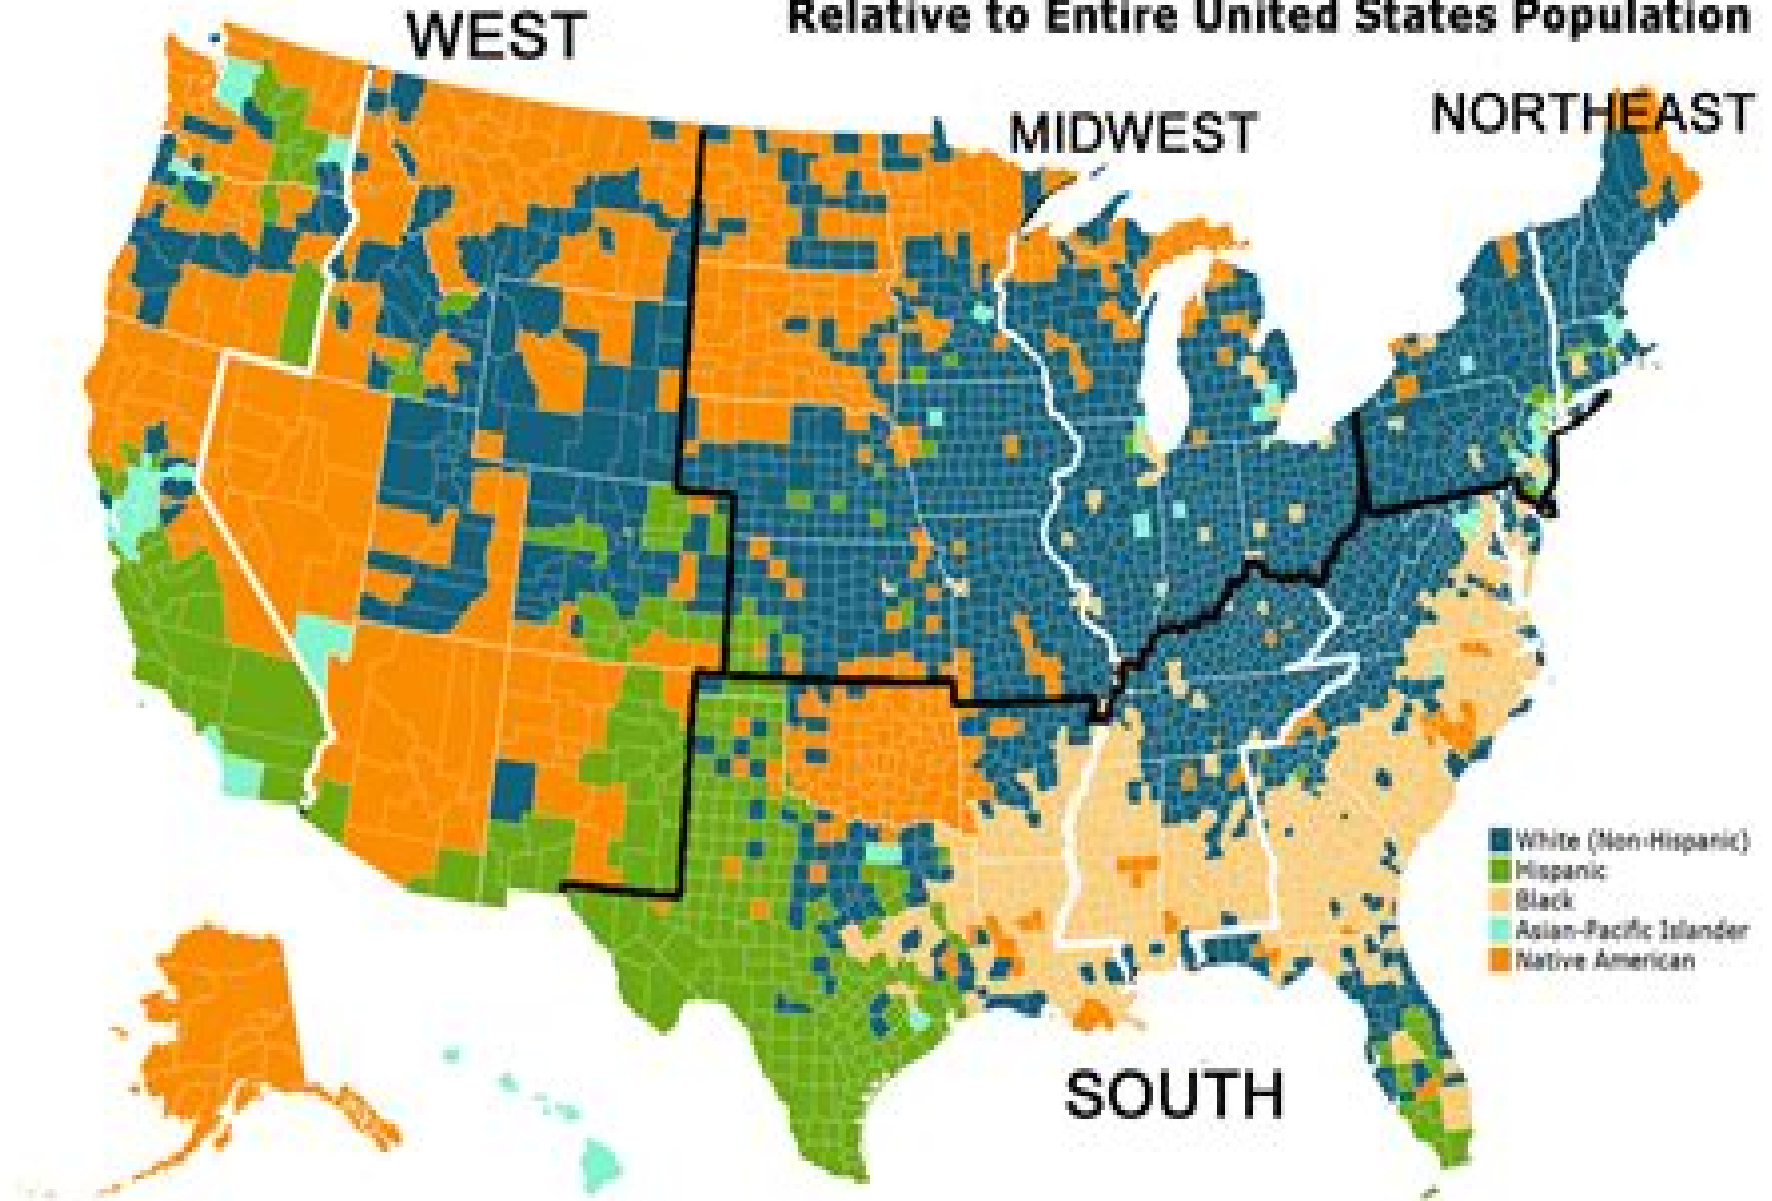 Relative to Entire United States Population
WEST
MIDWEST
NORTHEAST
SOUTH
White (Non-Hispanic)
Hispanic
Black
Asian-Pacific Islander
Native American